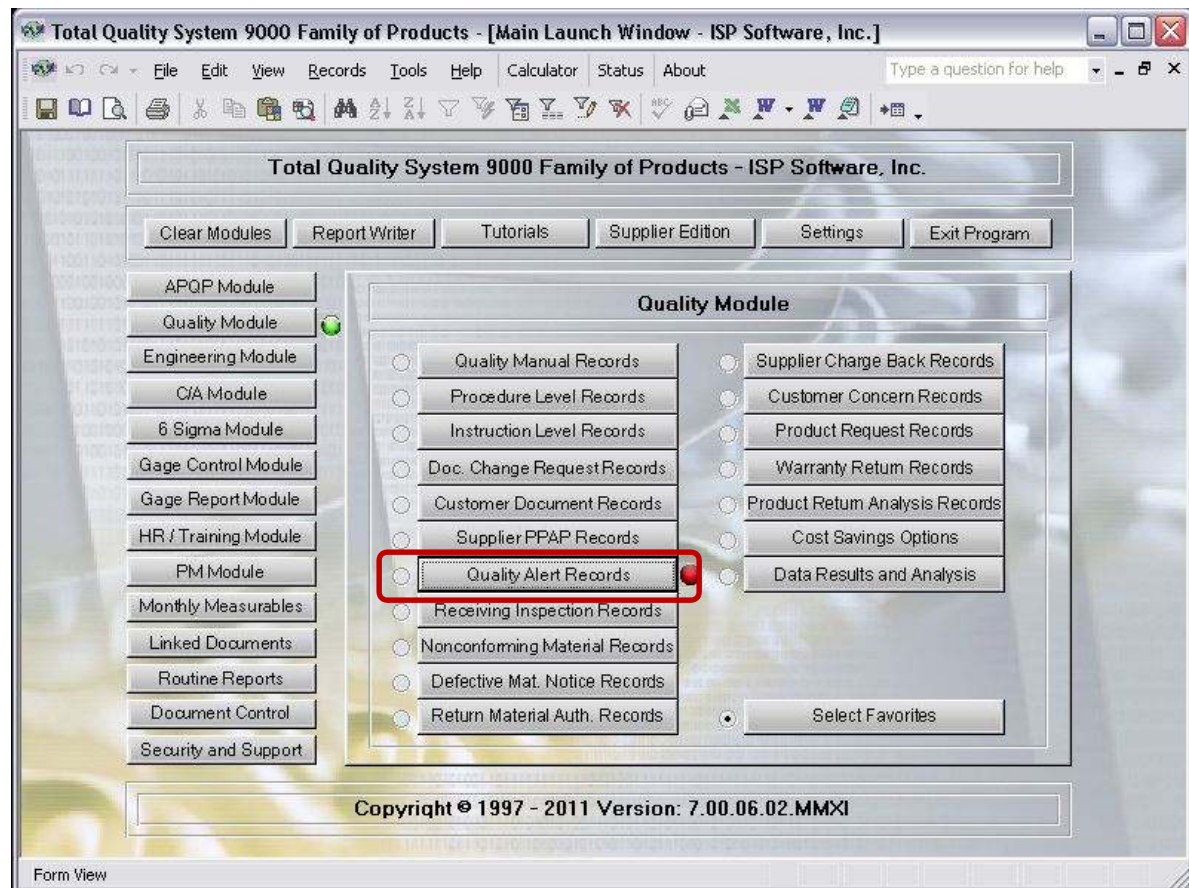 Total Quality System 9000 Family of Products - [Main Launch Window - ISP Software, Inc.]
File Edit View Records Tools Help Calculator Status About Type a question for help
Total Quality System 9000 Family of Products - ISP Software, Inc.
Clear Modules Report Writer Tutorials Supplier Edition Settings Exit Program
APQP Module
Quality Module
Engineering Module
C/A Module
6 Sigma Module
Gage Control Module
Gage Report Module
HR / Training Module
PM Module
Monthly Measurables
Linked Documents
Routine Reports
Document Control
Security and Support
Quality Module
Quality Manual Records
Procedure Level Records
Instruction Level Records
Doc. Change Request Records
Customer Document Records
Supplier PPAP Records
Quality Alert Records
Receiving Inspection Records
Nonconforming Material Records
Defective Mat. Notice Records
Return Material Auth. Records
Supplier Charge Back Records
Customer Concern Records
Product Request Records
Warranty Return Records
Product Return Analysis Records
Cost Savings Options
Data Results and Analysis
Select Favorites
Copyright © 1997 - 2011 Version: 7.00.06.02.MMXI
Form View